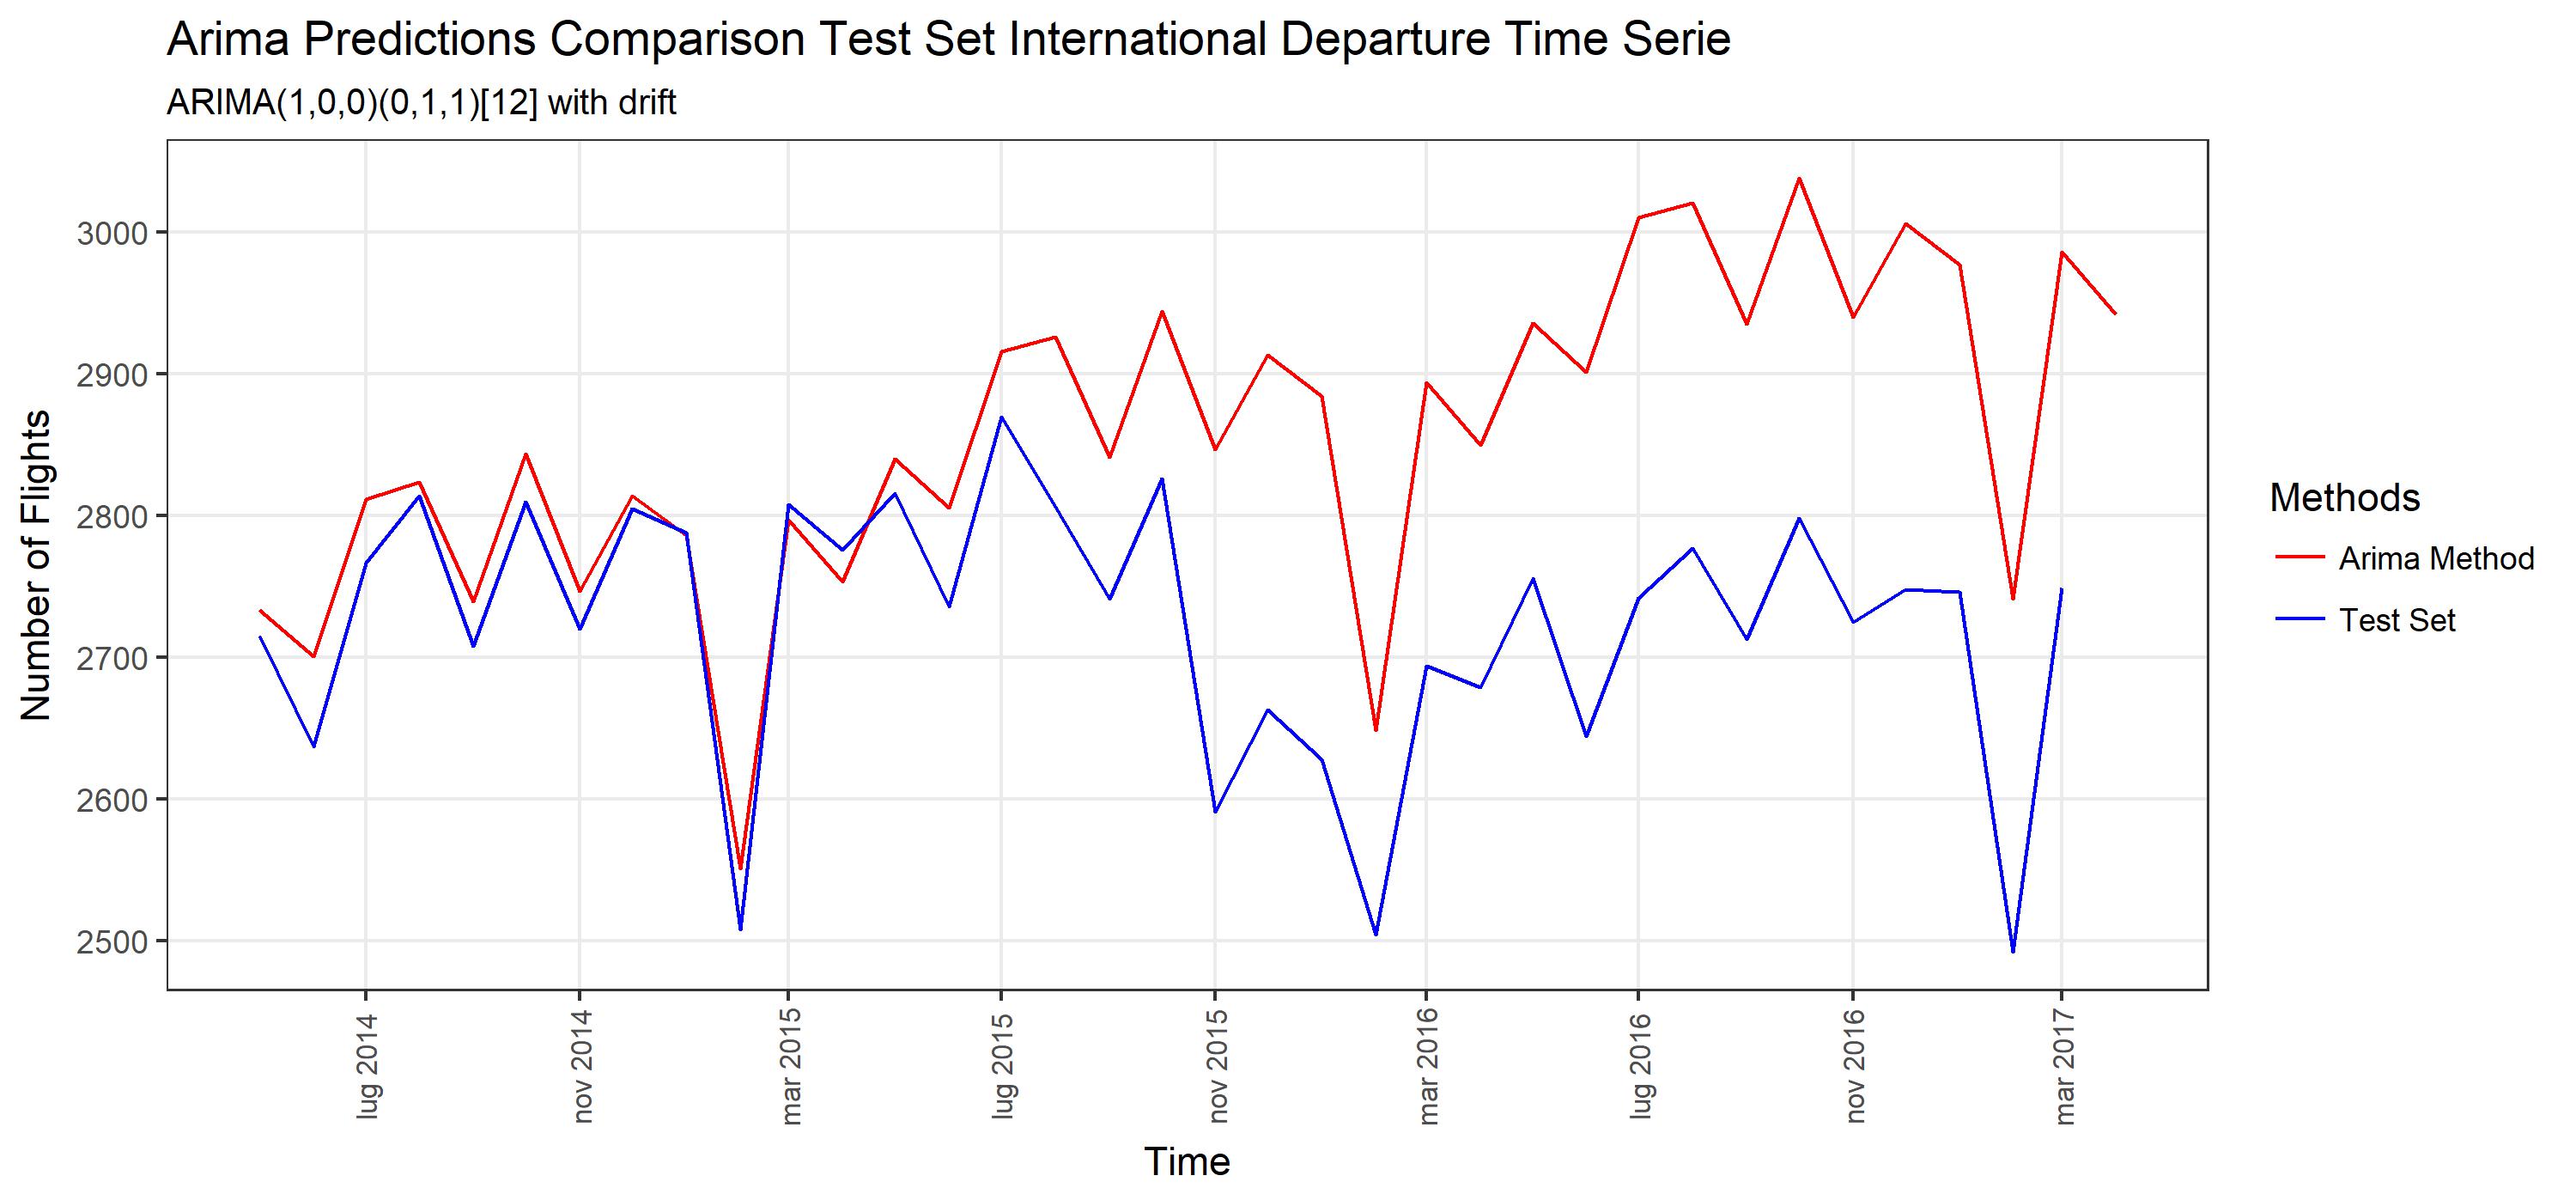 Arima Predictions Comparison Test Set International Departure Time Serie
ARIMA(1,0,0)(0,1,1)[12] with drift
Number of Flights
3000
2900
2800
2700
2600
2500
lug 2014
nov 2014
mar 2015
lug 2015
nov 2015
mar 2016
lug 2016
nov 2016
mar 2017
Time
Methods
Arima Method
Test Set